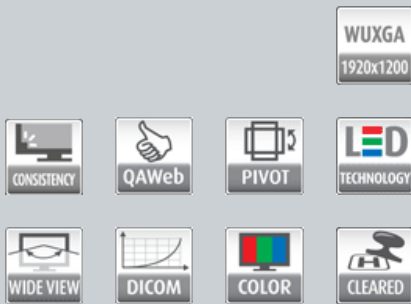 WUXGA
1920x1200
CONSISTENCY
QAWeb
PIVOT
LED
TECHNOLOGY
WIDE VIEW
DICOM
COLOR
H
CLEARED